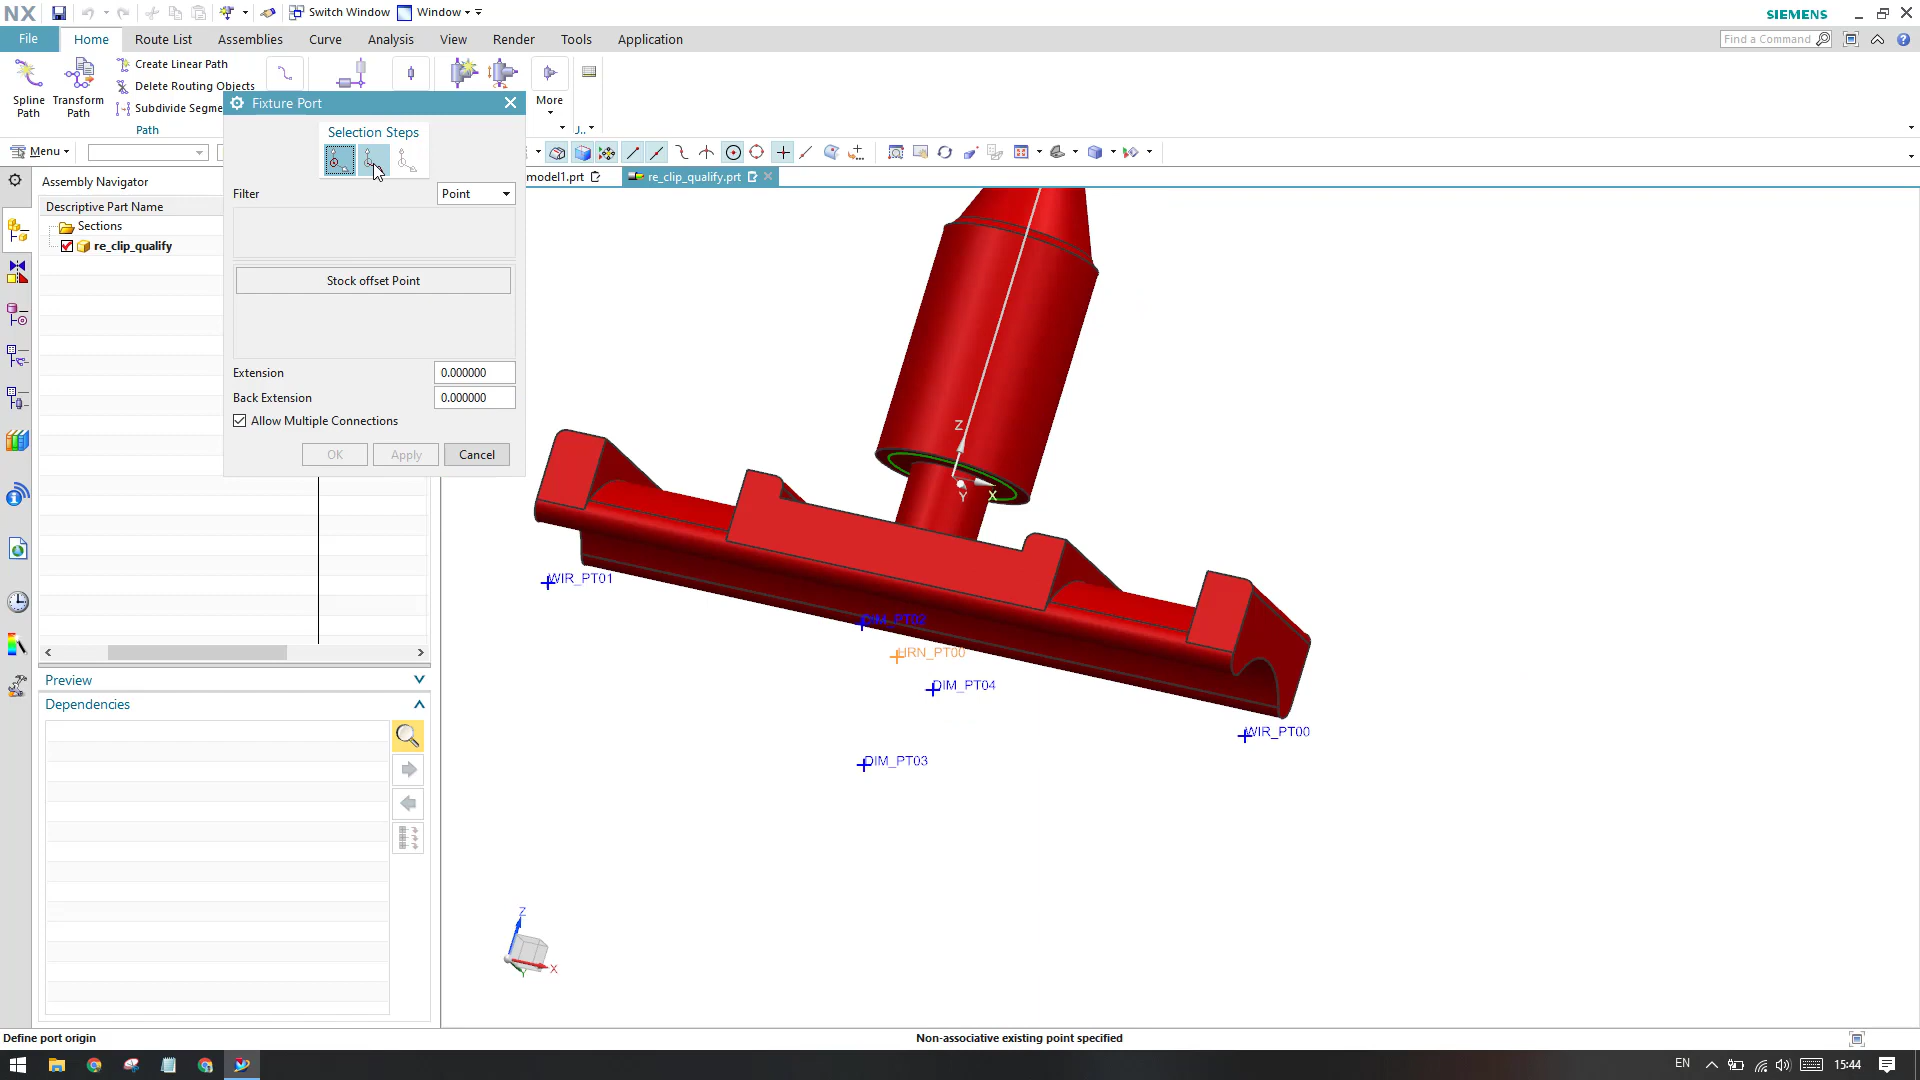 NX
Switch Window
Window
SIEMENS
File
Home
Route List
Assemblies
Curve
Analysis
View
Render
Tools
Application
Find a Command
Spline Path
Transform Path
Create Linear Path
Delete Routing Objects
Subdivide Segme
Path
More
J..
Menu
model1.prt
re_clip_qualify.prt
Fixture Port
Selection Steps
Filter
Point
Stock offset Point
Extension
0.000000
Back Extension
0.000000
Allow Multiple Connections
OK
Apply
Cancel
Assembly Navigator
Descriptive Part Name
Sections
re_clip_qualify
Preview
Dependencies
Z
X
Y
WIR_PT01
DIM_PT02
HRN_PT00
DIM_PT04
WIR_PT00
DIM_PT03
Z
X
Y
Define port origin
Non-associative existing point specified
EN
15:44